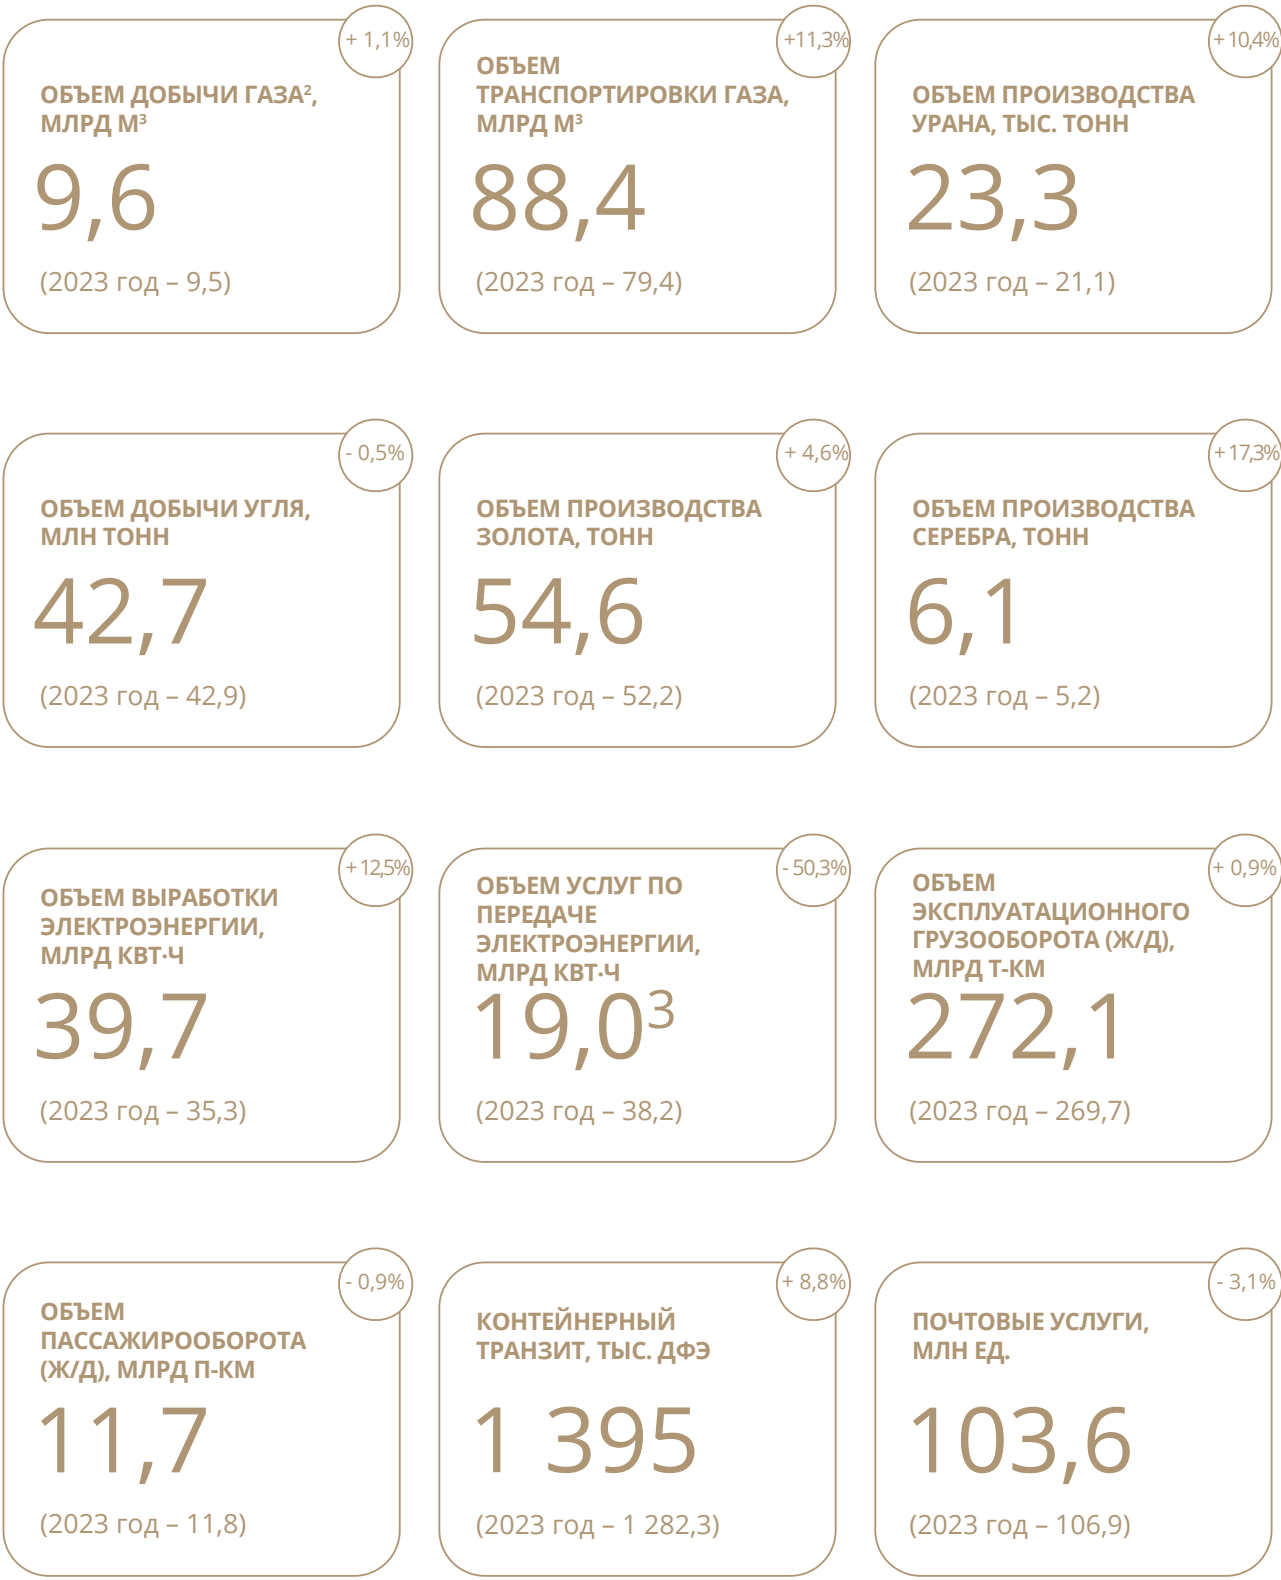 + 1,1%
ОБЪЕМ ДОБЫЧИ ГАЗА²,
МЛРД М³
9,6
(2023 год – 9,5)
+11,3%
ОБЪЕМ
ТРАНСПОРТИРОВКИ ГАЗА,
МЛРД М³
88,4
(2023 год – 79,4)
+ 10,4%
ОБЪЕМ ПРОИЗВОДСТВА
УРАНА, ТЫС. ТОНН
23,3
(2023 год – 21,1)
- 0,5%
ОБЪЕМ ДОБЫЧИ УГЛЯ,
МЛН ТОНН
42,7
(2023 год – 42,9)
+ 4,6%
ОБЪЕМ ПРОИЗВОДСТВА
ЗОЛОТА, ТОНН
54,6
(2023 год – 52,2)
+ 17,3%
ОБЪЕМ ПРОИЗВОДСТВА
СЕРЕБРА, ТОНН
6,1
(2023 год – 5,2)
+ 12,5%
ОБЪЕМ ВЫРАБОТКИ
ЭЛЕКТРОЭНЕРГИИ,
МЛРД КВТ·Ч
39,7
(2023 год – 35,3)
- 50,3%
ОБЪЕМ УСЛУГ ПО
ПЕРЕДАЧЕ
ЭЛЕКТРОЭНЕРГИИ,
МЛРД КВТ·Ч
19,0³
(2023 год – 38,2)
+ 0,9%
ОБЪЕМ
ЭКСПЛУАТАЦИОННОГО
ГРУЗООБОРОТА (Ж/Д),
МЛРД Т-КМ
272,1
(2023 год – 269,7)
- 0,9%
ОБЪЕМ
ПАССАЖИРООБОРОТА
(Ж/Д), МЛРД П-КМ
11,7
(2023 год – 11,8)
+ 8,8%
КОНТЕЙНЕРНЫЙ
ТРАНЗИТ, ТЫС. ДФЭ
1 395
(2023 год – 1 282,3)
- 3,1%
ПОЧТОВЫЕ УСЛУГИ,
МЛН ЕД.
103,6
(2023 год – 106,9)